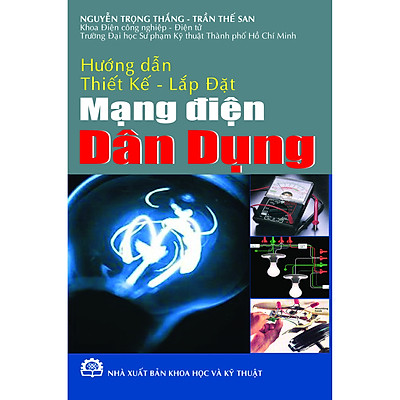 NGUYỄN TRỌNG THẮNG - TRẦN THẾ SAN
Khoa Điện công nghiệp - Điện tử
Trường Đại học Sư phạm Kỹ thuật Thành phố Hồ Chí Minh
Hướng dẫn
Thiết Kế - Lắp Đặt
Mạng điện
Dân Dụng
NHÀ XUẤT BẢN KHOA HỌC VÀ KỸ THUẬT